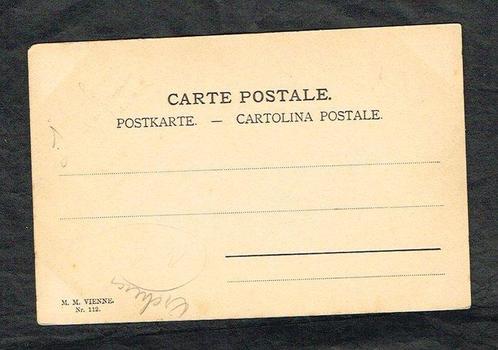 CARTE POSTALE.
POSTKARTE. — CARTOLINA POSTALE.
M. M. VIENNE.
Nr. 112.